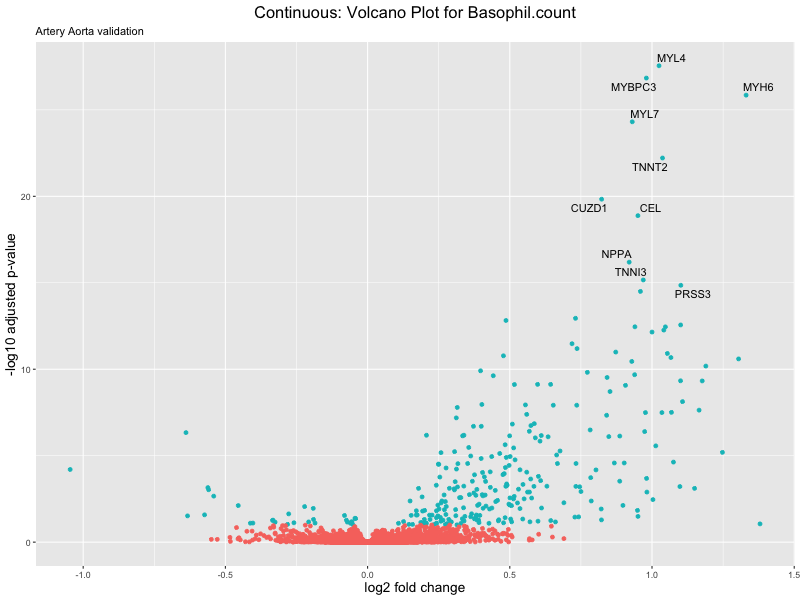 Continuous: Volcano Plot for Basophil.count
Artery Aorta validation
MYL4
MYBPC3
MYH6
MYL7
TNNT2
CUZD1
CEL
NPPA
TNNI3
PRSS3
20
10
0
-log10 adjusted p-value
-1.0
-0.5
0.0
0.5
1.0
1.5
log2 fold change